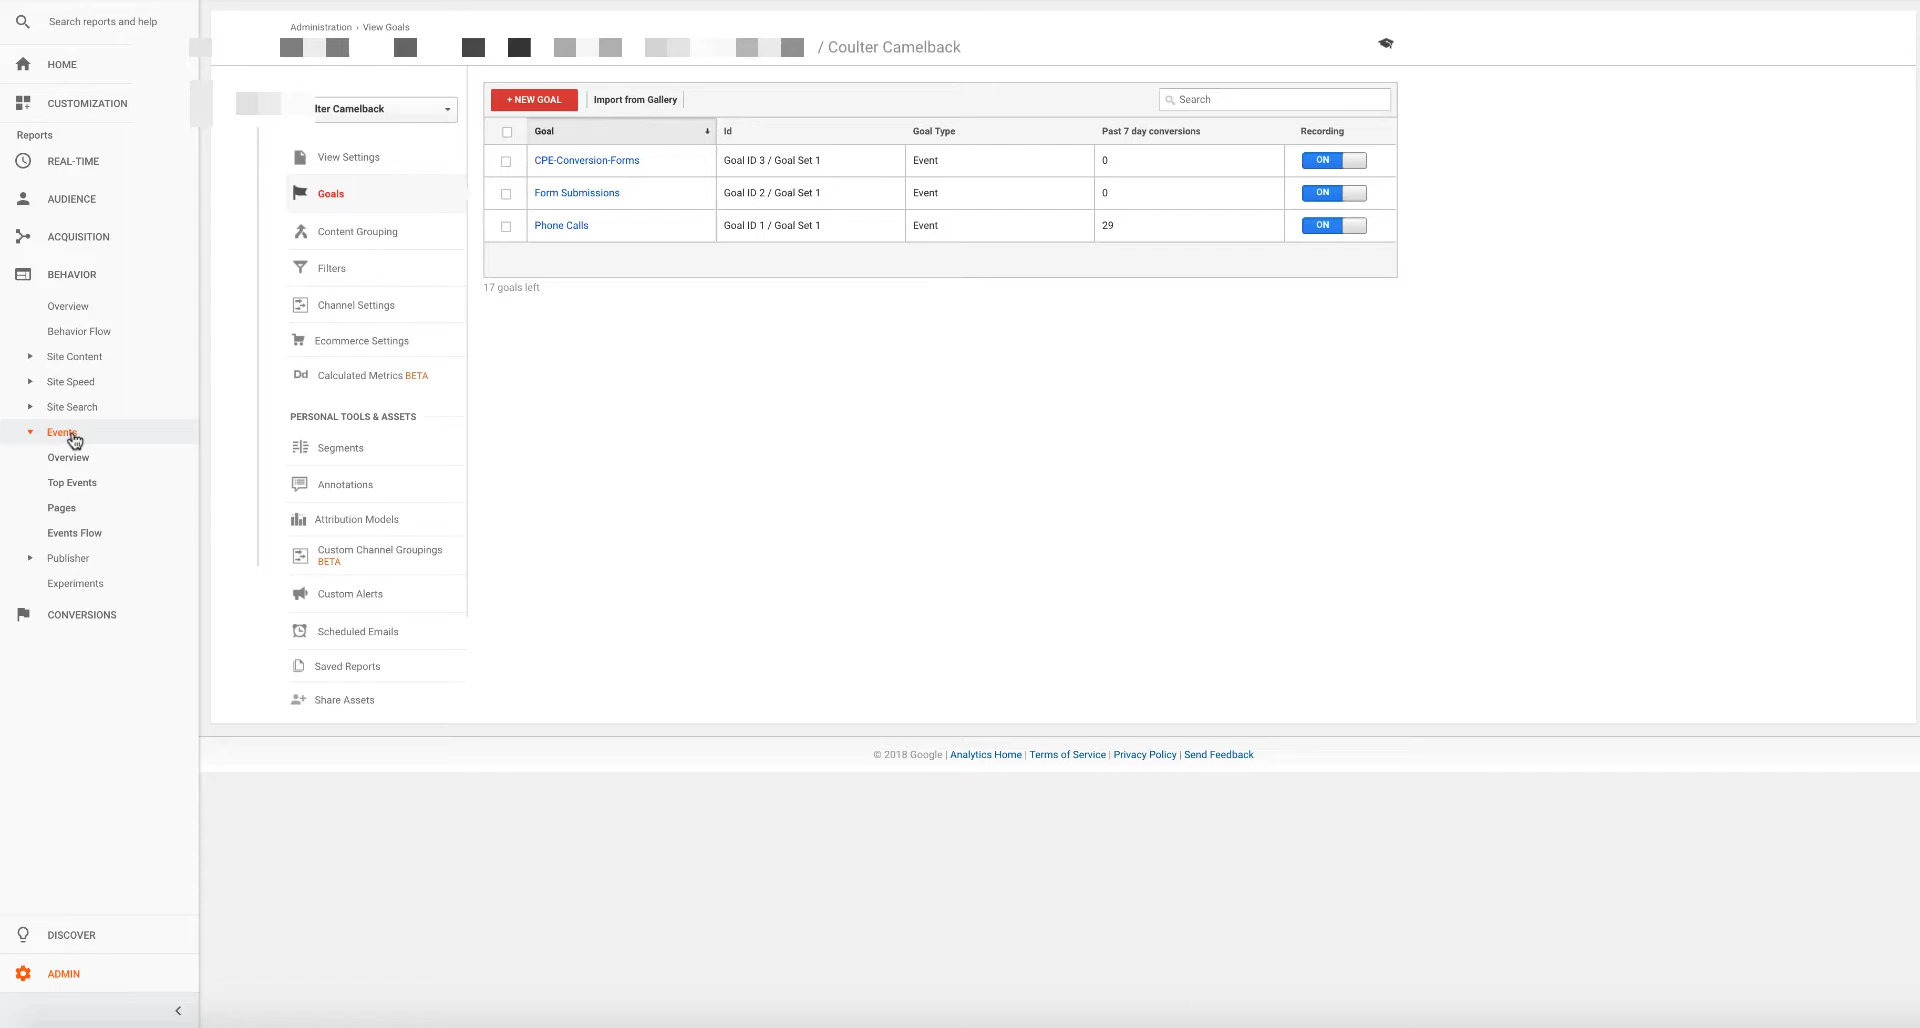 Search reports and help
HOME
CUSTOMIZATION
Reports
REAL-TIME
AUDIENCE
ACQUISITION
BEHAVIOR
Overview
Behavior Flow
Site Content
Site Speed
Site Search
Events
Overview
Top Events
Pages
Events Flow
Publisher
Experiments
CONVERSIONS
DISCOVER
ADMIN
Administration › View Goals
/ Coulter Camelback
lter Camelback
View Settings
Goals
Content Grouping
Filters
Channel Settings
Ecommerce Settings
Dd Calculated Metrics BETA
PERSONAL TOOLS & ASSETS
Segments
Annotations
Attribution Models
Custom Channel Groupings
BETA
Custom Alerts
Scheduled Emails
Saved Reports
Share Assets
+ NEW GOAL Import from Gallery Search
Goal Id Goal Type Past 7 day conversions Recording
CPE-Conversion-Forms Goal ID 3 / Goal Set 1 Event 0 ON
Form Submissions Goal ID 2 / Goal Set 1 Event 0 ON
Phone Calls Goal ID 1 / Goal Set 1 Event 29 ON
17 goals left
© 2018 Google | Analytics Home | Terms of Service | Privacy Policy | Send Feedback